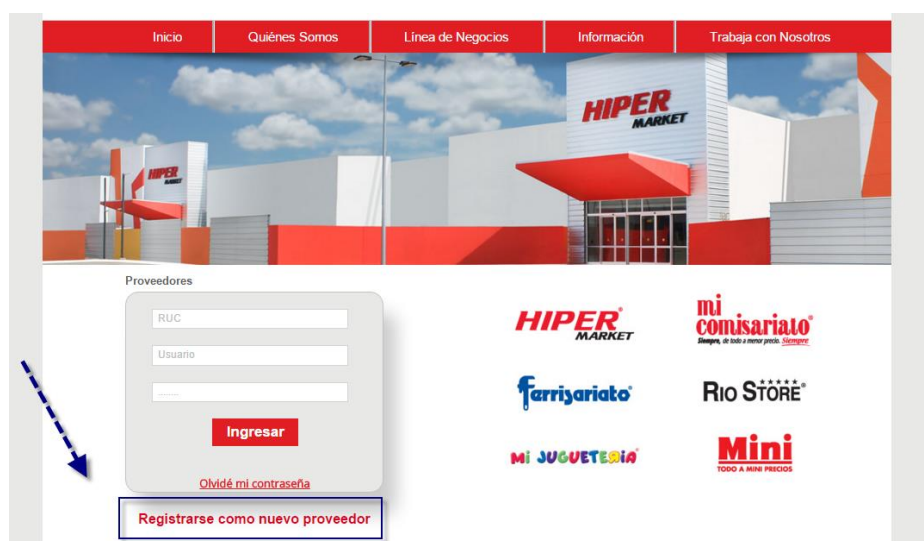 Inicio
Quiénes Somos
Línea de Negocios
Información
Trabaja con Nosotros
HIPER
MARKET
HIPER
MARKET
Proveedores
RUC
Usuario
Ingresar
Olvidé mi contraseña
Registrarse como nuevo proveedor
HIPER®
MARKET
mi
comisariato®
Siempre, de todo a menor precio. Siempre
Ferrisariato®
RIO STORE®
Mi JUGUETERiA®
Mini
TODO A MINI PRECIOS